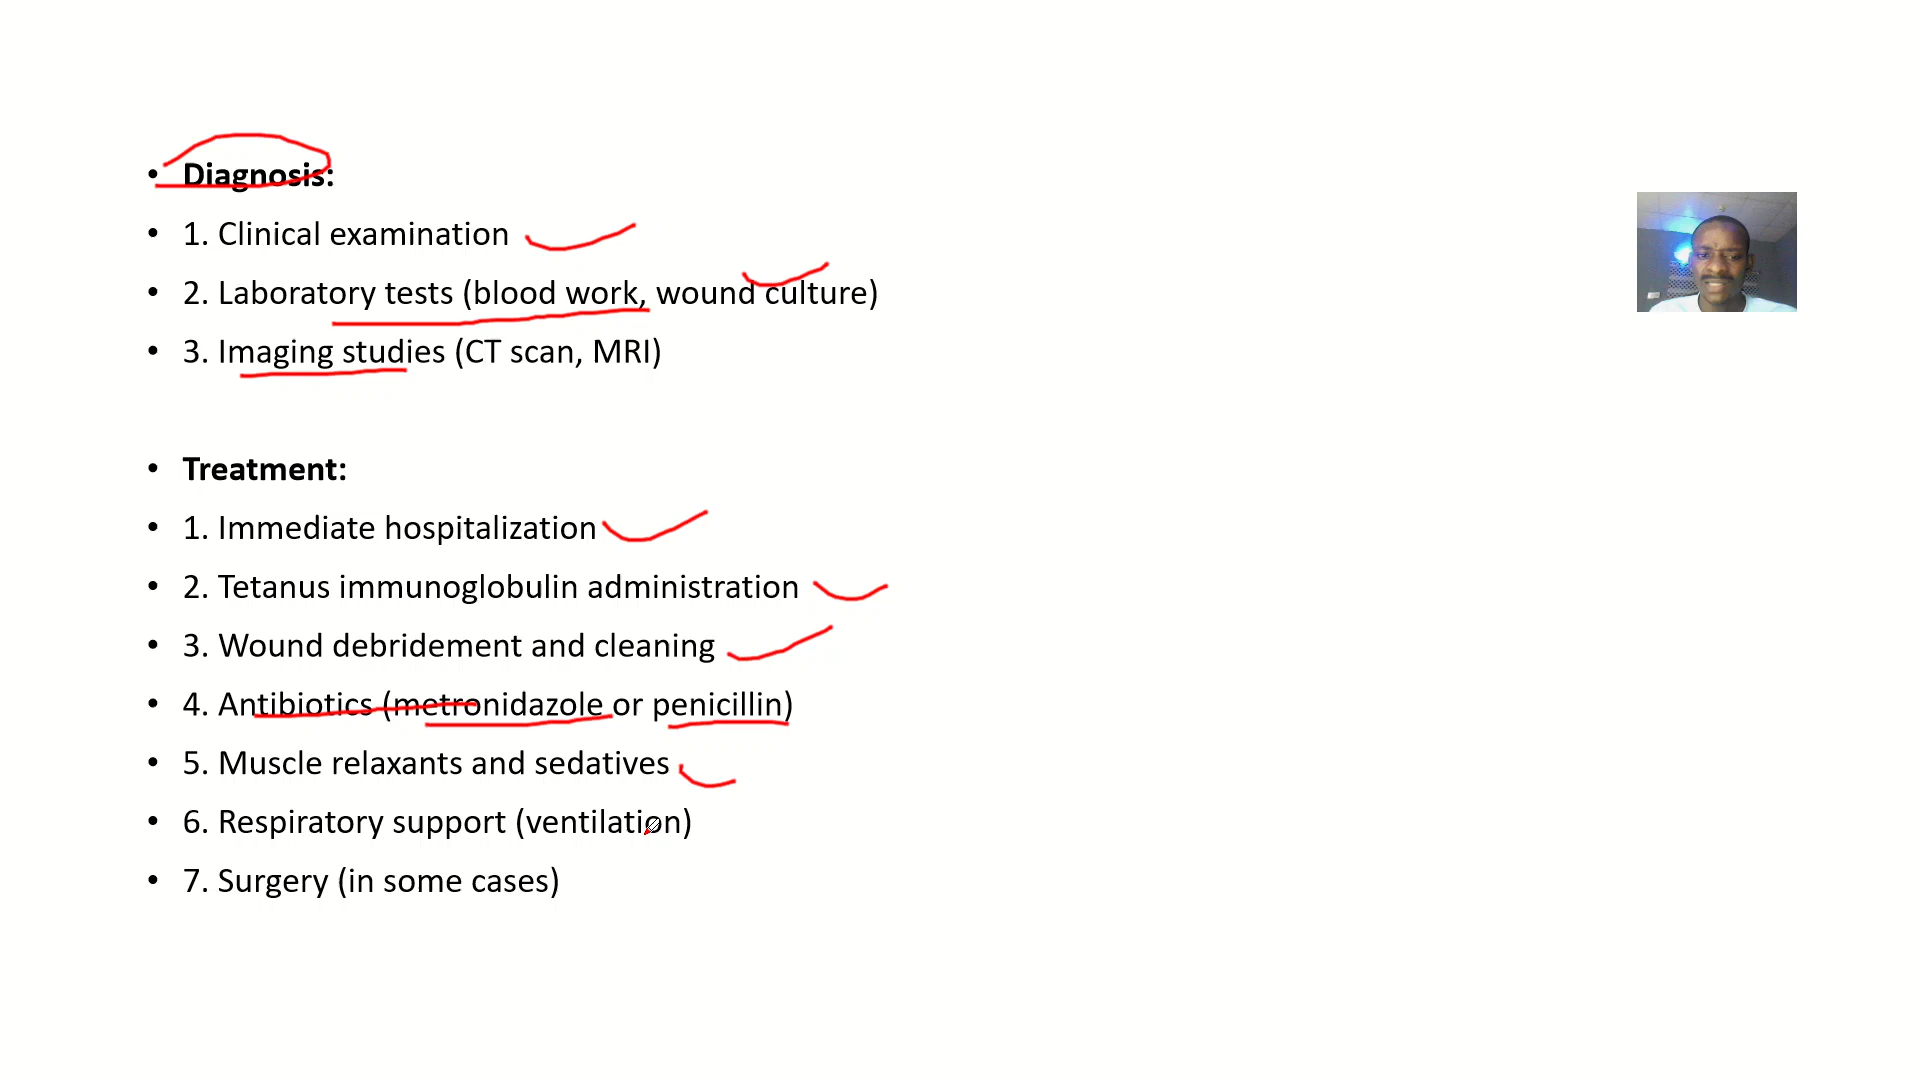 • Diagnosis:
• 1. Clinical examination
• 2. Laboratory tests (blood work, wound culture)
• 3. Imaging studies (CT scan, MRI)
• Treatment:
• 1. Immediate hospitalization
• 2. Tetanus immunoglobulin administration
• 3. Wound debridement and cleaning
• 4. Antibiotics (metronidazole or penicillin)
• 5. Muscle relaxants and sedatives
• 6. Respiratory support (ventilation)
• 7. Surgery (in some cases)